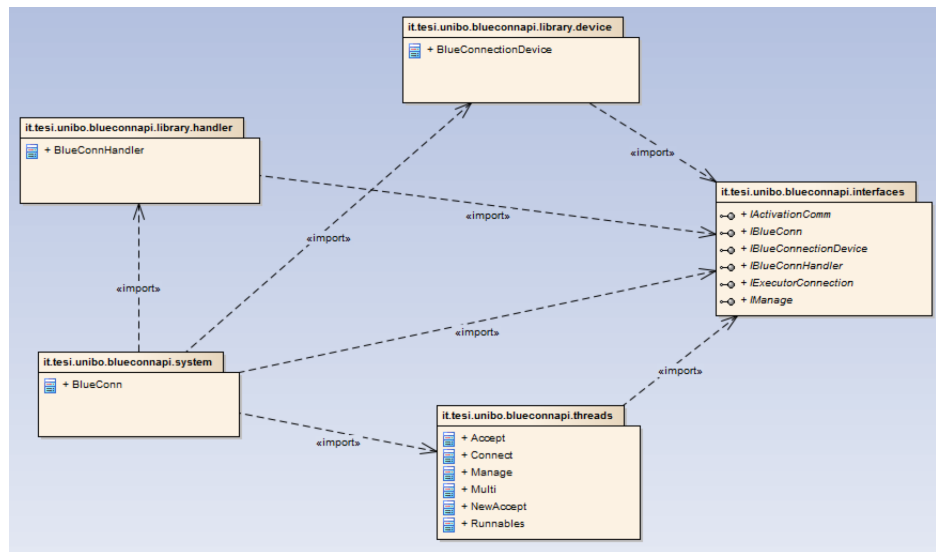 it.tesi.unibo.blueconnapi.library.device
+ BlueConnectionDevice
it.tesi.unibo.blueconnapi.library.handler
+ BlueConnHandler
«import»
it.tesi.unibo.blueconnapi.interfaces
+ IActivationComm
+ IBlueConn
+ IBlueConnectionDevice
+ IBlueConnHandler
+ IExecutorConnection
+ IManage
«import»
«import»
«import»
«import»
it.tesi.unibo.blueconnapi.system
+ BlueConn
«import»
«import»
it.tesi.unibo.blueconnapi.threads
+ Accept
+ Connect
+ Manage
+ Multi
+ NewAccept
+ Runnables